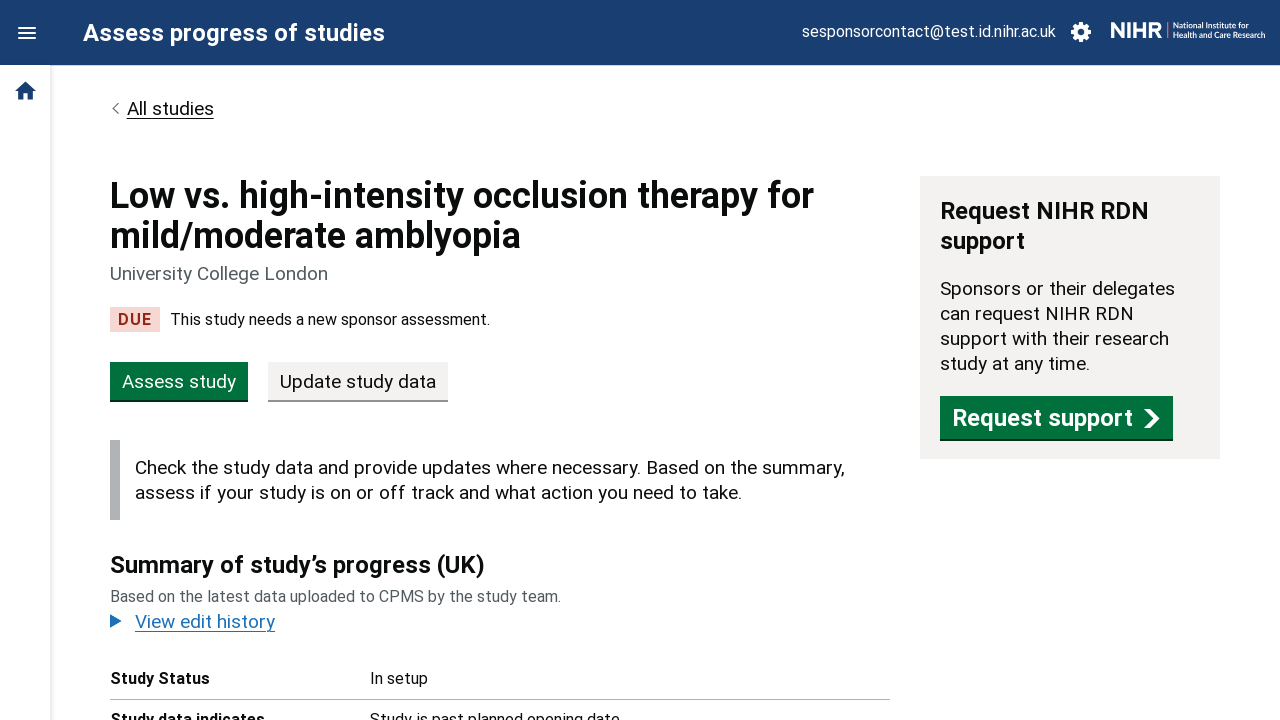 Assess progress of studies
sesponsorcontact@test.id.nihr.ac.uk
NIHR | National Institute for
Health and Care Research
All studies
Low vs. high-intensity occlusion therapy for
mild/moderate amblyopia
University College London
DUE This study needs a new sponsor assessment.
Assess study
Update study data
Check the study data and provide updates where necessary. Based on the summary,
assess if your study is on or off track and what action you need to take.
Summary of study’s progress (UK)
Based on the latest data uploaded to CPMS by the study team.
View edit history
Study Status In setup
Study data indicates Study is past planned opening date
Request NIHR RDN
support
Sponsors or their delegates
can request NIHR RDN
support with their research
study at any time.
Request support